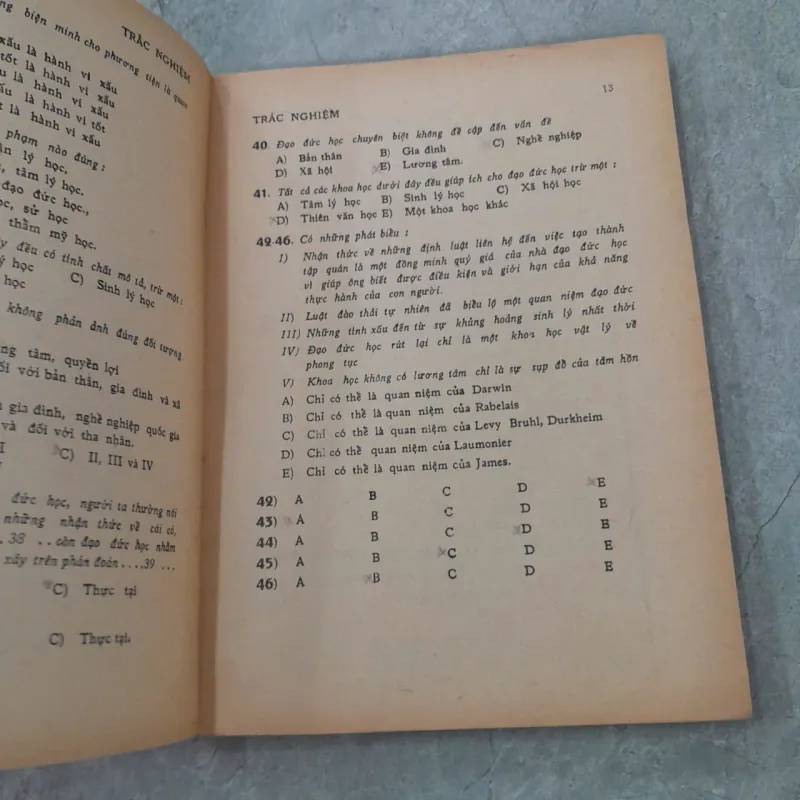 ng biện minh cho phương tiện là quan
TRẮC NGHIỆM
xấu là hành vi xấu
tốt là hành vi xấu
u là hành vi xấu
ấu là hành vi tốt
t là hành vi xấu
phạm nào đúng :
n lý học.
t, tâm lý học.
đạo đức học.,
c, sử học
thẩm mỹ học.
y đều có tính chất mô tả, trừ một :
ý học C) Sinh lý học
học
không phản ảnh đúng đối tượng
ng tâm, quyền lợi
ối với bản thân, gia đình và xã
gia đình, nghề nghiệp quốc gia
và đối với tha nhân.
I C) II, III và IV
đức học, người ta thường nói
những nhận thức về cái có,
. 38 . . còn đạo đức học nhằm
xây trên phán đoán ....39 ...
C) Thực tại
C) Thực tại.
TRẮC NGHIỆM 13
40. Đạo đức học chuyên biệt không đề cập đến vấn đề
A) Bản thân B) Gia đình C) Nghề nghiệp
D) Xã hội E) Lương tâm.
41. Tất cả các khoa học dưới đây đều giúp ích cho đạo đức học trừ một :
A) Tâm lý học B) Sinh lý học C) Xã hội học
D) Thiên văn học E) Một khoa học khác
42.46. Có những phát biểu :
I) Nhận thức về những định luật liên hệ đến việc tạo thành
tập quán là một đồng minh quý giá của nhà đạo đức học
vì giúp ông biết được điều kiện và giới hạn của khả năng
thực hành của con người.
II) Luật đào thải tự nhiên đã biểu lộ một quan niệm đạo đức
III) Những tính xấu đến từ sự khủng hoảng sinh lý nhất thời
IV) Đạo đức học rút lại chỉ là một khoa học vật lý về
phong tục
V) Khoa học không có lương tâm chỉ là sự sụp đổ của tâm hồn
A) Chỉ có thể là quan niệm của Darwin
B) Chỉ có thể là quan niệm của Rabelais
C) Chỉ có thể là quan niệm của Levy Bruhl, Durkheim
D) Chỉ có thể là quan niệm của Laumonier
E) Chỉ có thể là quan niệm của James.
42) A B C D E
43) A B C D E
44) A B C D E
45) A B C D E
46) A B C D E